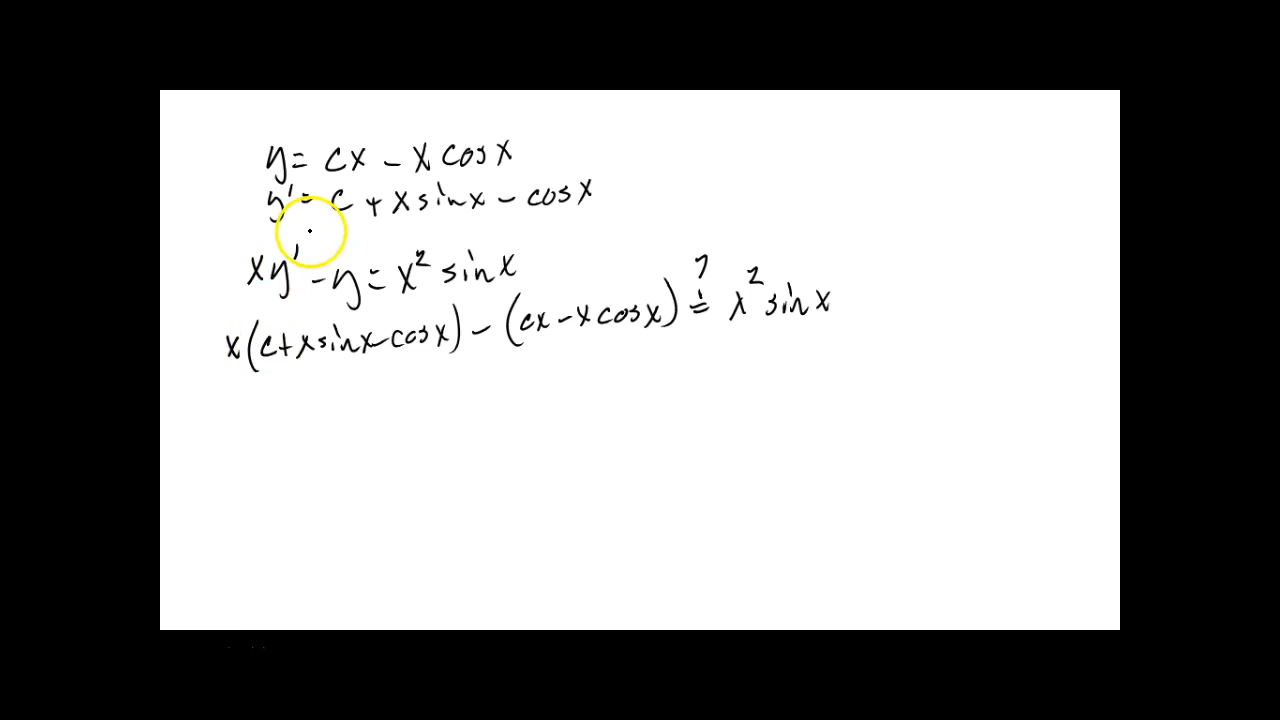 y = cx - x cos x
y' = c + x sin x - cos x
xy' - y = x² sin x
x(c + x sin x - cos x) - (cx - x cos x) ≟ x² sin x